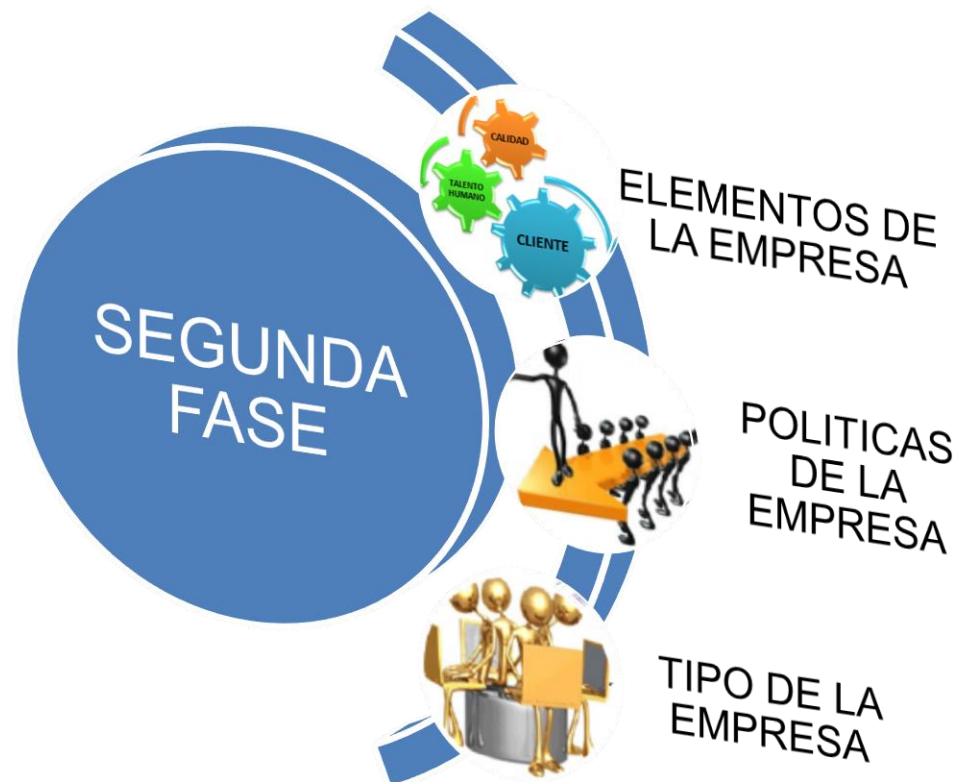 SEGUNDA
FASE
CALIDAD
TALENTO
HUMANO
CLIENTE
ELEMENTOS DE
LA EMPRESA
POLITICAS
DE LA
EMPRESA
TIPO DE LA
EMPRESA